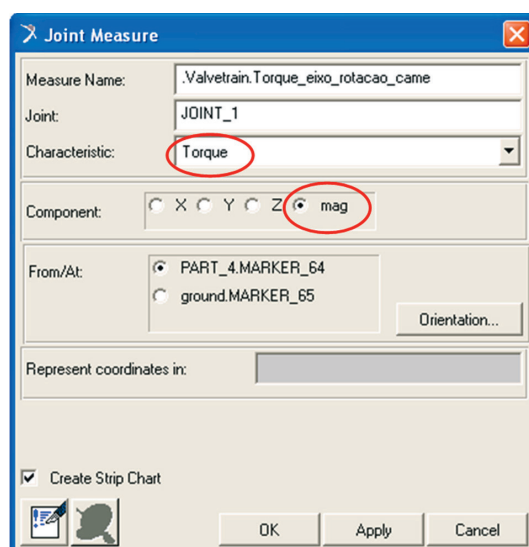 Joint Measure
Measure Name: .Valvetrain.Torque_eixo_rotacao_came
Joint: JOINT_1
Characteristic: Torque
Component: X Y Z mag
From/At: PART_4.MARKER_64
ground.MARKER_65
Orientation...
Represent coordinates in:
Create Strip Chart
OK Apply Cancel